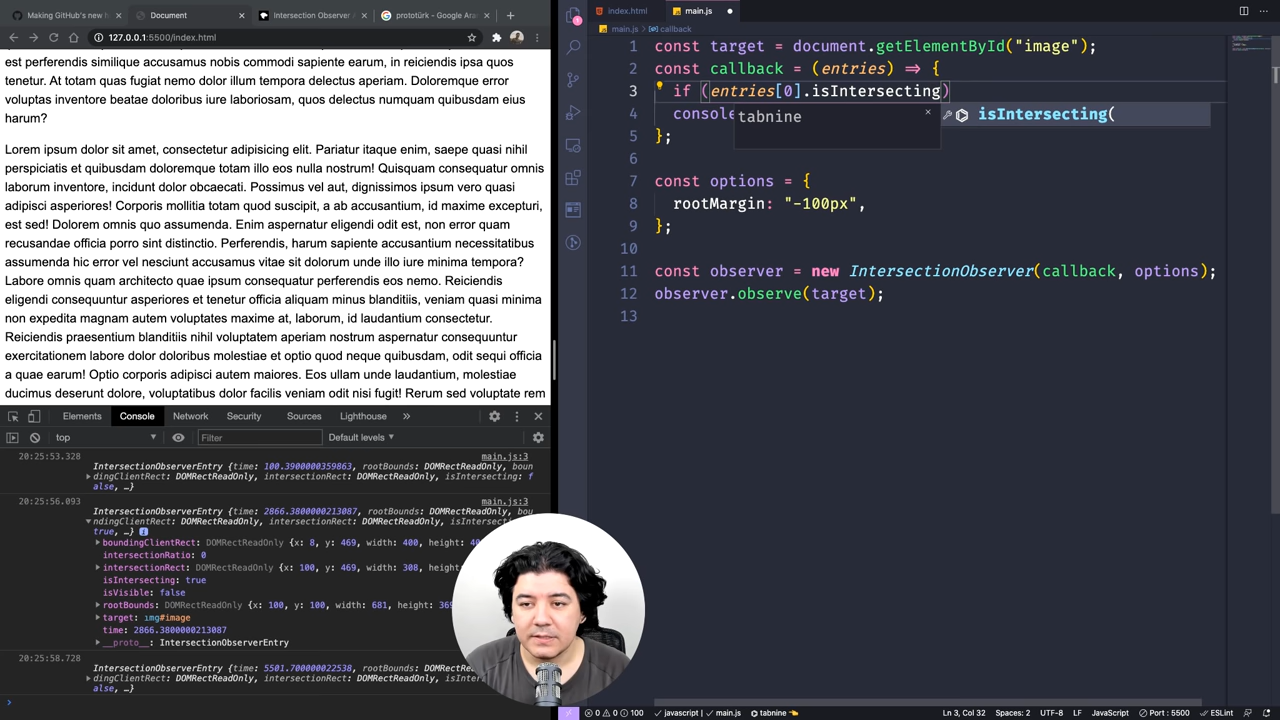 Making GitHub's new h
Document
Intersection Observer A
prototürk - Google Ara
127.0.0.1:5500/index.html
est perferendis similique accusamus nobis commodi sapiente earum, in reiciendis ipsa quos
tenetur. At totam quas fugiat nemo dolor illum tempora delectus aperiam. Doloremque error
voluptas inventore beatae doloribus iure laboriosam, quos delectus numquam quibusdam eius
harum?
Lorem ipsum dolor sit amet, consectetur adipisicing elit. Pariatur itaque enim, saepe quasi nihil
perspiciatis et quibusdam doloremque totam illo eos nulla nostrum! Quisquam consequatur omnis
laborum inventore, incidunt dolor obcaecati. Possimus vel aut, dignissimos ipsum vero quasi
adipisci asperiores! Corporis mollitia totam quod suscipit, a ab accusantium, id maxime excepturi,
est sed! Dolorem omnis quo assumenda. Enim aspernatur eligendi odit est, non error quam
recusandae officia porro sint distinctio. Perferendis, harum sapiente accusantium necessitatibus
assumenda hic error vel nesciunt accusamus vitae sit dolorum unde illo iure minima tempora?
Labore omnis quam architecto quae ipsum consequatur perferendis eos nemo. Reiciendis
eligendi consequuntur asperiores et tenetur officia aliquam minus blanditiis, veniam quasi minima
non expedita magnam autem voluptates maxime at, laborum, id laudantium consectetur.
Reiciendis praesentium blanditiis nihil voluptatem aperiam nostrum aspernatur consequuntur
exercitationem labore dolor doloribus molestiae et optio quod neque quibusdam, odit sequi officia
a quae earum! Optio corporis adipisci autem maiores. Eos ullam unde laudantium, molestiae
ducimus deserunt dolore, voluptatibus dolor facilis veniam odit nisi fugit! Rerum sed voluptate rem
Elements Console Network Security Sources Lighthouse »
top Filter Default levels
20:25:53.328 main.js:3
IntersectionObserverEntry {time: 100.3900000359863, rootBounds: DOMRectReadOnly, boun
dingClientRect: DOMRectReadOnly, intersectionRect: DOMRectReadOnly, isIntersecting: f
alse, …}
20:25:56.093 main.js:3
IntersectionObserverEntry {time: 2866.3800000213087, rootBounds: DOMRectReadOnly, bou
ndingClientRect: DOMRectReadOnly, intersectionRect: DOMRectReadOnly, isIntersecting:
true, …} i
boundingClientRect: DOMRectReadOnly {x: 8, y: 469, width: 400, height: 40
intersectionRatio: 0
intersectionRect: DOMRectReadOnly {x: 100, y: 469, width: 308, height:
isIntersecting: true
isVisible: false
rootBounds: DOMRectReadOnly {x: 100, y: 100, width: 681, height: 369
target: img#image
time: 2866.3800000213087
__proto__: IntersectionObserverEntry
20:25:58.728
IntersectionObserverEntry {time: 5501.700000022538, rootBounds: DOMRectRead
dingClientRect: DOMRectReadOnly, intersectionRect: DOMRectReadOnly, isInter
alse, …}
index.html
main.js
main.js callback
1 const target = document.getElementById("image");
2 const callback = (entries) => {
3 if (entries[0].isIntersecting)
4 console
tabnine
isIntersecting(
5 };
6
7 const options = {
8 rootMargin: "-100px",
9 };
10
11 const observer = new IntersectionObserver(callback, options);
12 observer.observe(target);
13
0 0 100 javascript | main.js tabnine Ln 3, Col 32 Spaces: 2 UTF-8 LF JavaScript Port : 5500 ESLint